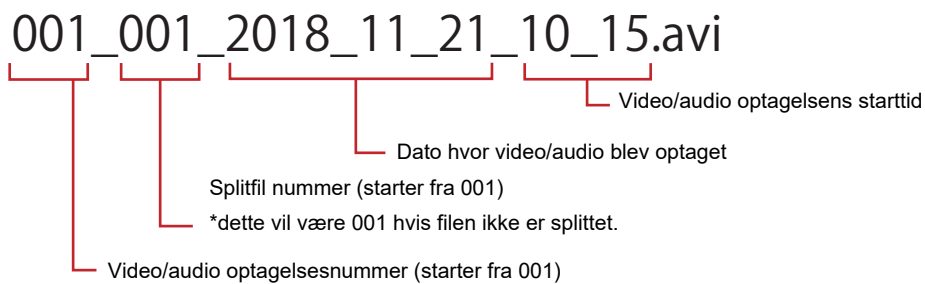 001_001_2018_11_21_10_15.avi
Video/audio optagelsens starttid
Dato hvor video/audio blev optaget
Splitfil nummer (starter fra 001)
*dette vil være 001 hvis filen ikke er splittet.
Video/audio optagelsesnummer (starter fra 001)